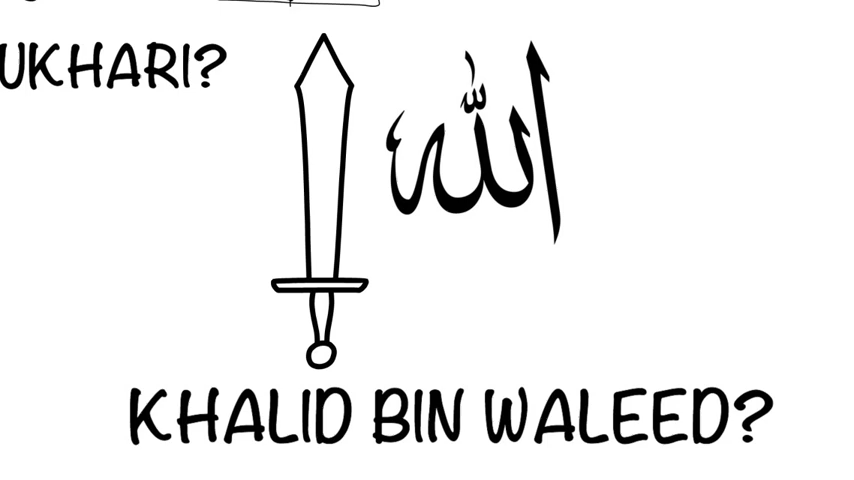 UKHARI?
الله
KHALID BIN WALEED?